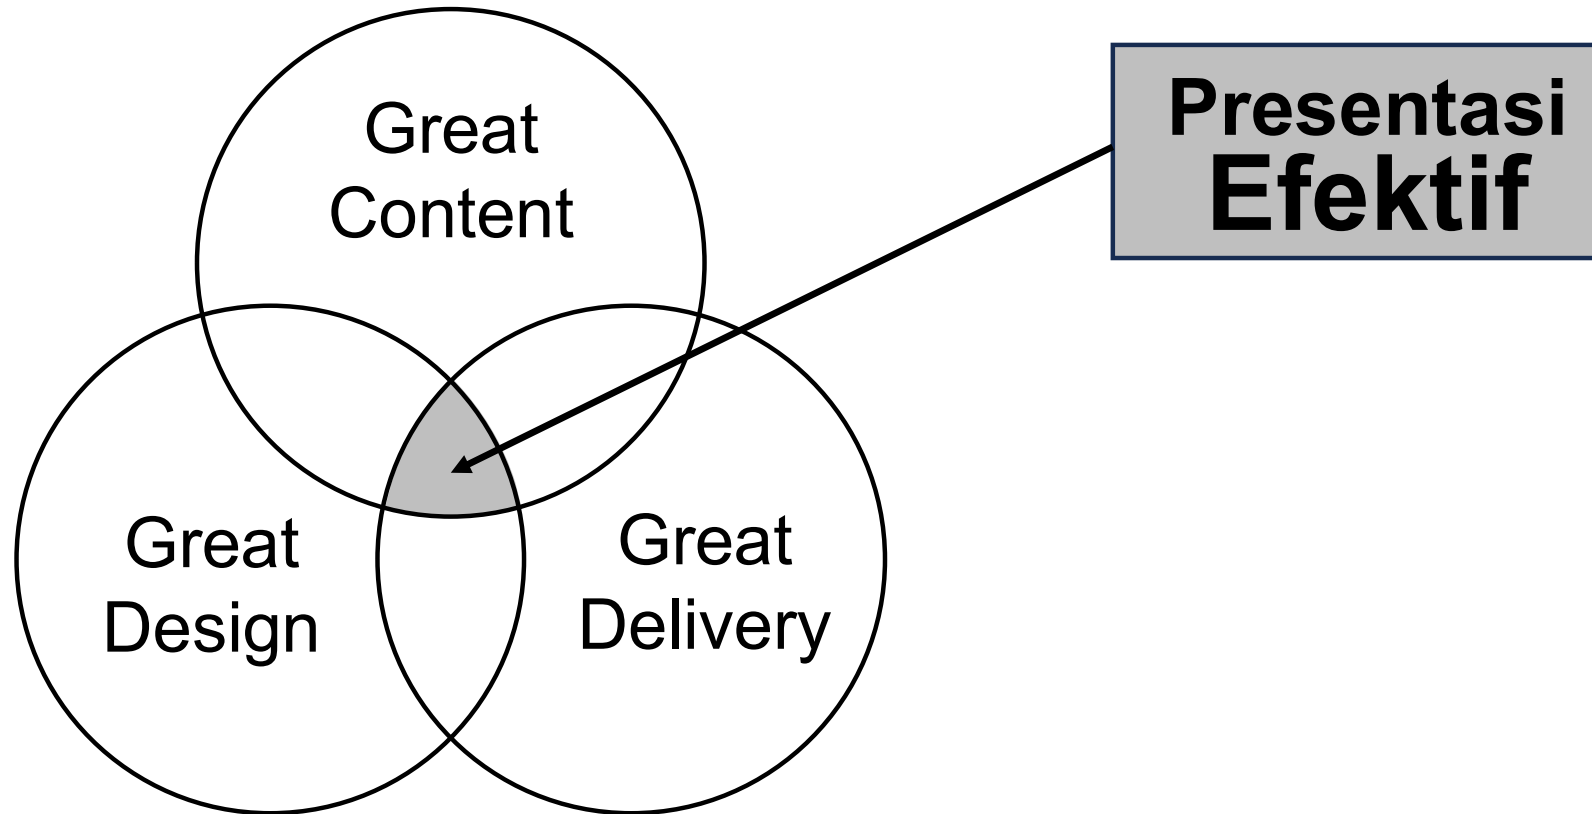 Great
Content
Presentasi
Efektif
Great
Design
Great
Delivery